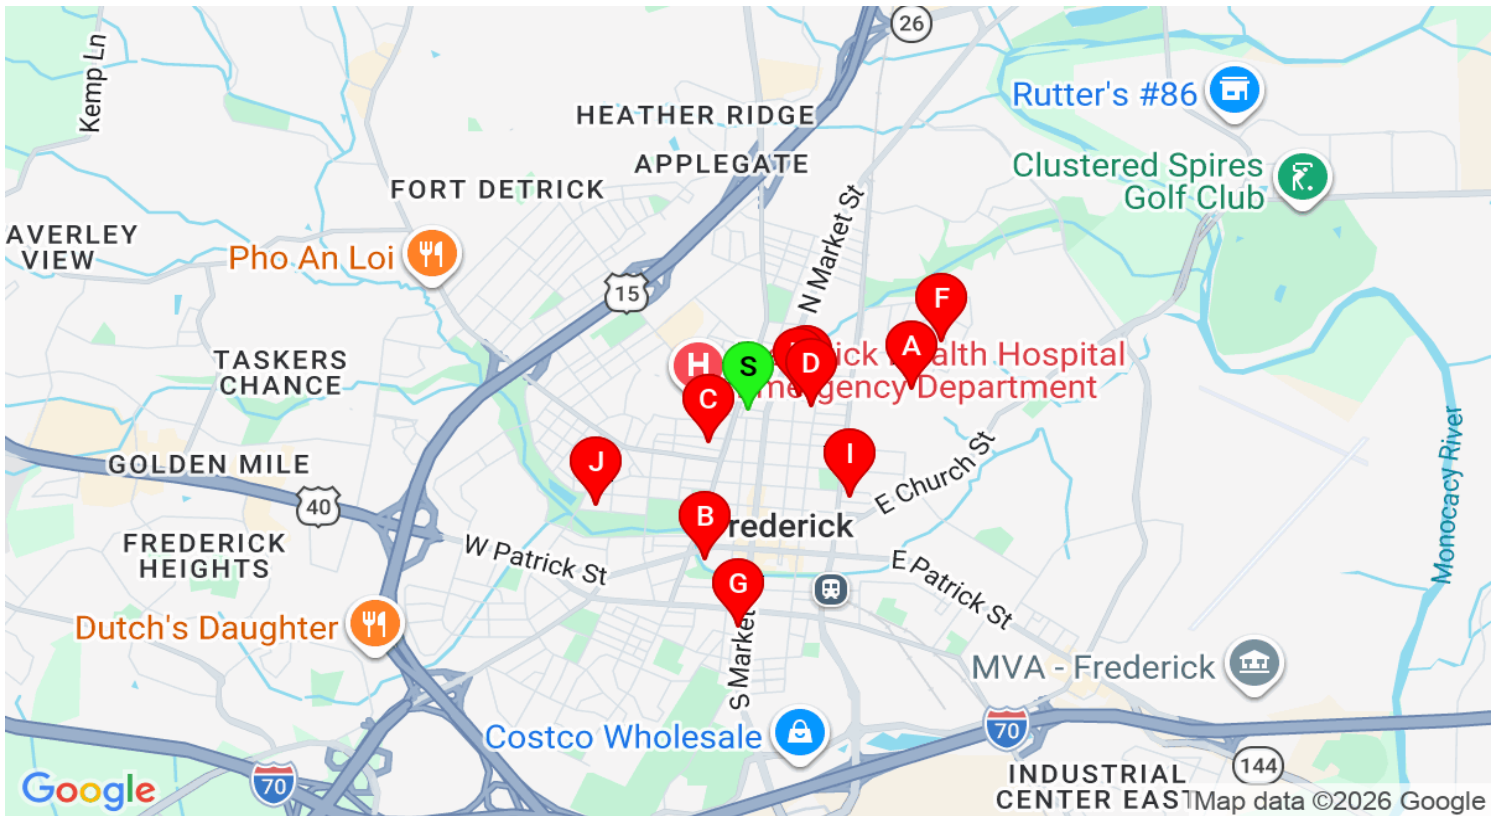 26
Kemp Ln
Rutter's #86
HEATHER RIDGE
APPLEGATE
Clustered Spires
Golf Club
FORT DETRICK
N Market St
AVERLEY
VIEW
Pho An Loi
15
F
A
H
S
D
ick
alth Hospital
TASKERS
CHANCE
C
mergency Department
I
J
E Church St
Monocacy River
GOLDEN MILE
40
B
rederick
FREDERICK
HEIGHTS
W Patrick St
E Patrick St
G
Dutch's Daughter
S Market
MVA - Frederick
Costco Wholesale
70
70
144
INDUSTRIAL
CENTER EAST
Google
Map data ©2026 Google